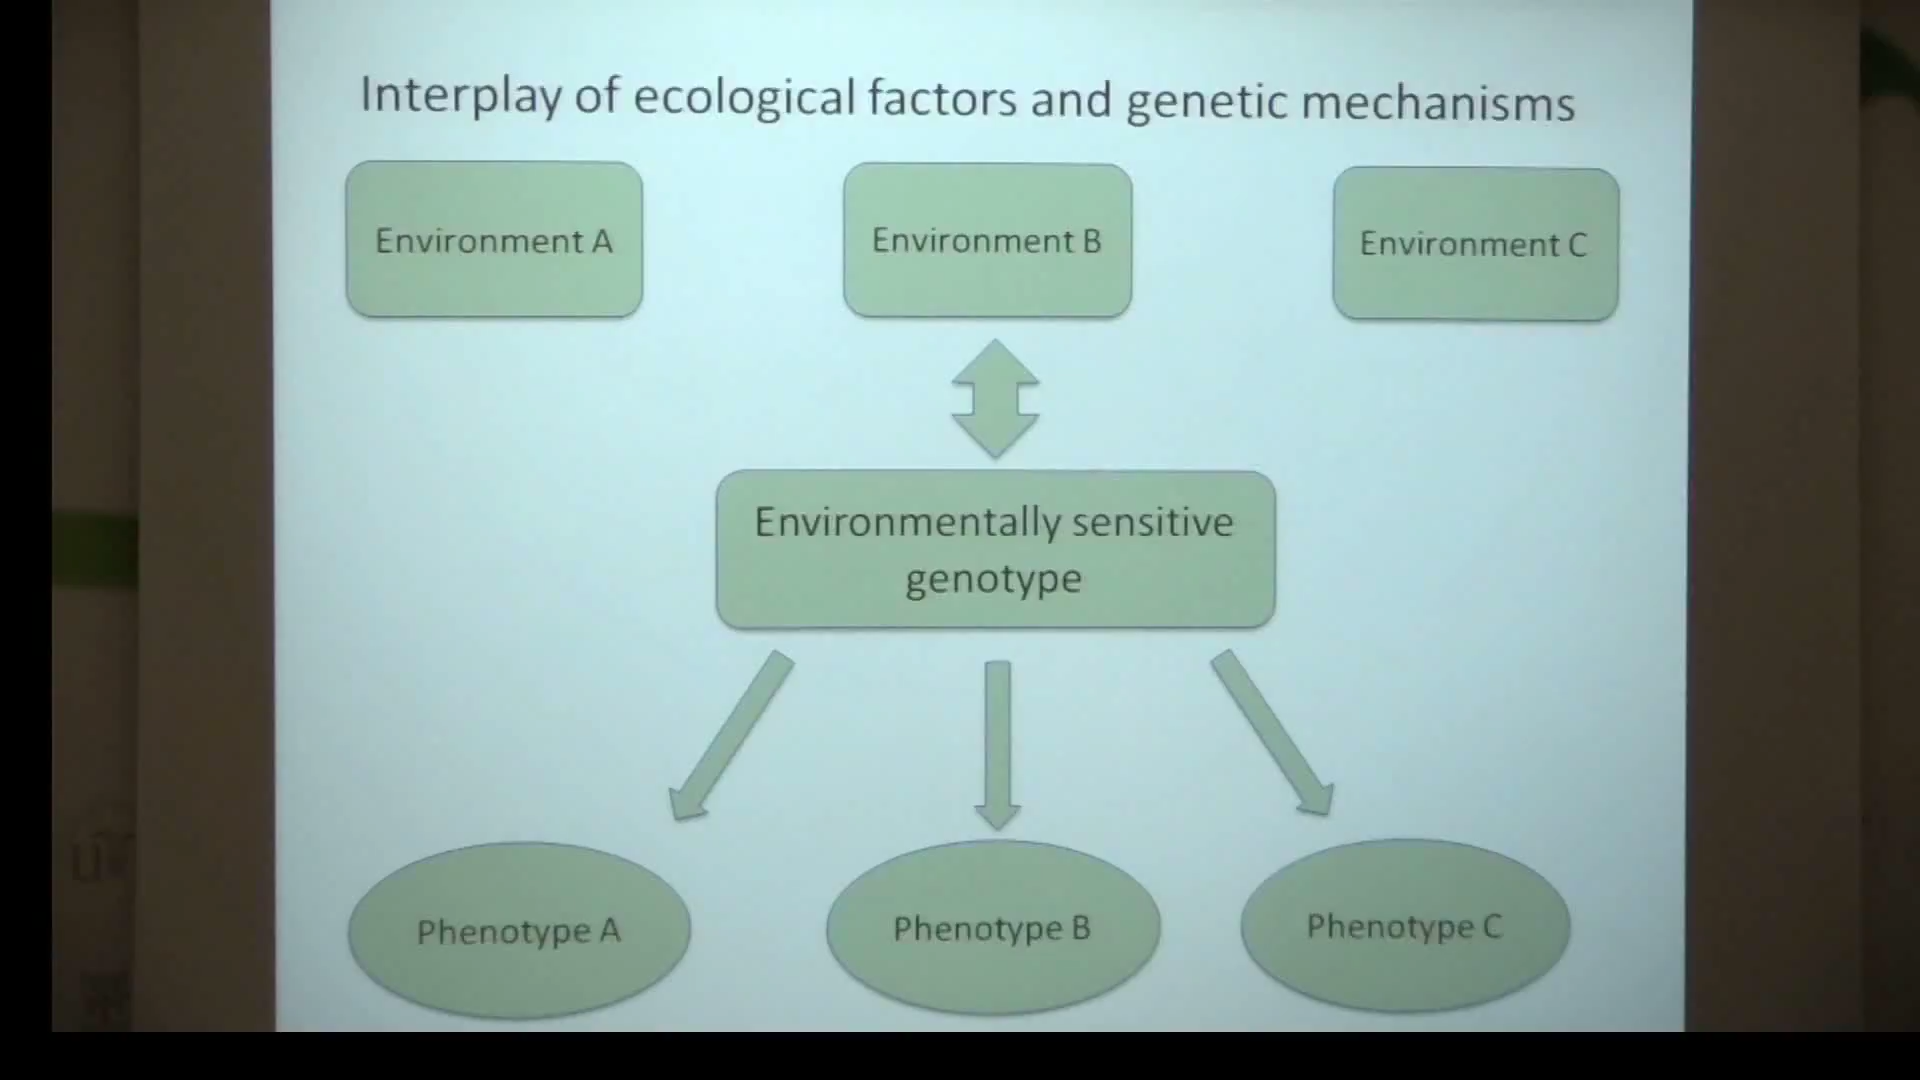 Interplay of ecological factors and genetic mechanisms
Environment A
Environment B
Environment C
Environmentally sensitive
genotype
Phenotype A
Phenotype B
Phenotype C